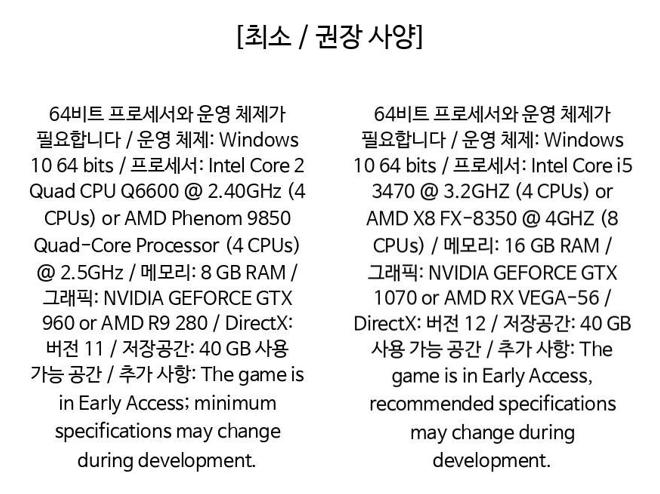 [최소 / 권장 사양]
64비트 프로세서와 운영 체제가
필요합니다 / 운영 체제: Windows
10 64 bits / 프로세서: Intel Core 2
Quad CPU Q6600 @ 2.40GHz (4
CPUs) or AMD Phenom 9850
Quad-Core Processor (4 CPUs)
@ 2.5GHz / 메모리: 8 GB RAM /
그래픽: NVIDIA GEFORCE GTX
960 or AMD R9 280 / DirectX:
버전 11 / 저장공간: 40 GB 사용
가능 공간 / 추가 사항: The game is
in Early Access; minimum
specifications may change
during development.
64비트 프로세서와 운영 체제가
필요합니다 / 운영 체제: Windows
10 64 bits / 프로세서: Intel Core i5
3470 @ 3.2GHZ (4 CPUs) or
AMD X8 FX-8350 @ 4GHZ (8
CPUs) / 메모리: 16 GB RAM /
그래픽: NVIDIA GEFORCE GTX
1070 or AMD RX VEGA-56 /
DirectX: 버전 12 / 저장공간: 40 GB
사용 가능 공간 / 추가 사항: The
game is in Early Access,
recommended specifications
may change during
development.